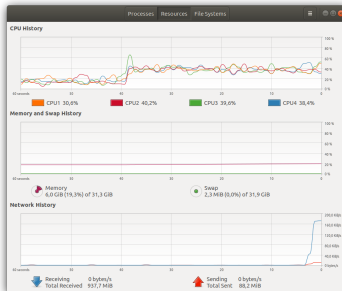 Processes Resources File Systems
CPU History
100 %
80 %
60 %
40 %
20 %
0 %
60 seconds 50 40 30 20 10 0
CPU1 30,6% CPU2 40,2% CPU3 39,6% CPU4 38,4%
Memory and Swap History
100 %
80 %
60 %
40 %
20 %
0 %
60 seconds 50 40 30 20 10 0
Memory Swap
6,0 GiB (19,3%) of 31,3 GiB 2,3 MiB (0,0%) of 31,9 GiB
Network History
0 bytes/s
60 seconds 50 40 30 20 10 0
Receiving 0 bytes/s Sending 0 bytes/s
Total Received 937,7 MiB Total Sent 88,2 MiB